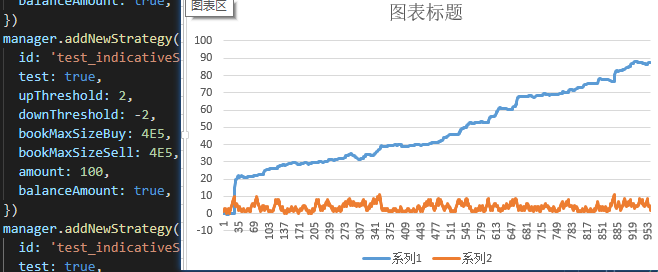 balanceAmount: true,
})
manager.addNewStrategy(
id: 'test_indicativeS
test: true,
upThreshold: 2,
downThreshold: -2,
bookMaxSizeBuy: 4E5,
bookMaxSizeSell: 4E5,
amount: 100,
balanceAmount: true,
})
manager.addNewStrategy(
id: 'test_indicativeS
test: true,
图表区
图表标题
100
90
80
70
60
50
40
30
20
10
0
-10
1 35 69 103 137 171 205 239 273 307 341 375 409 443 477 511 545 579 613 647 681 715 749 783 817 851 885 919 953
系列1 系列2